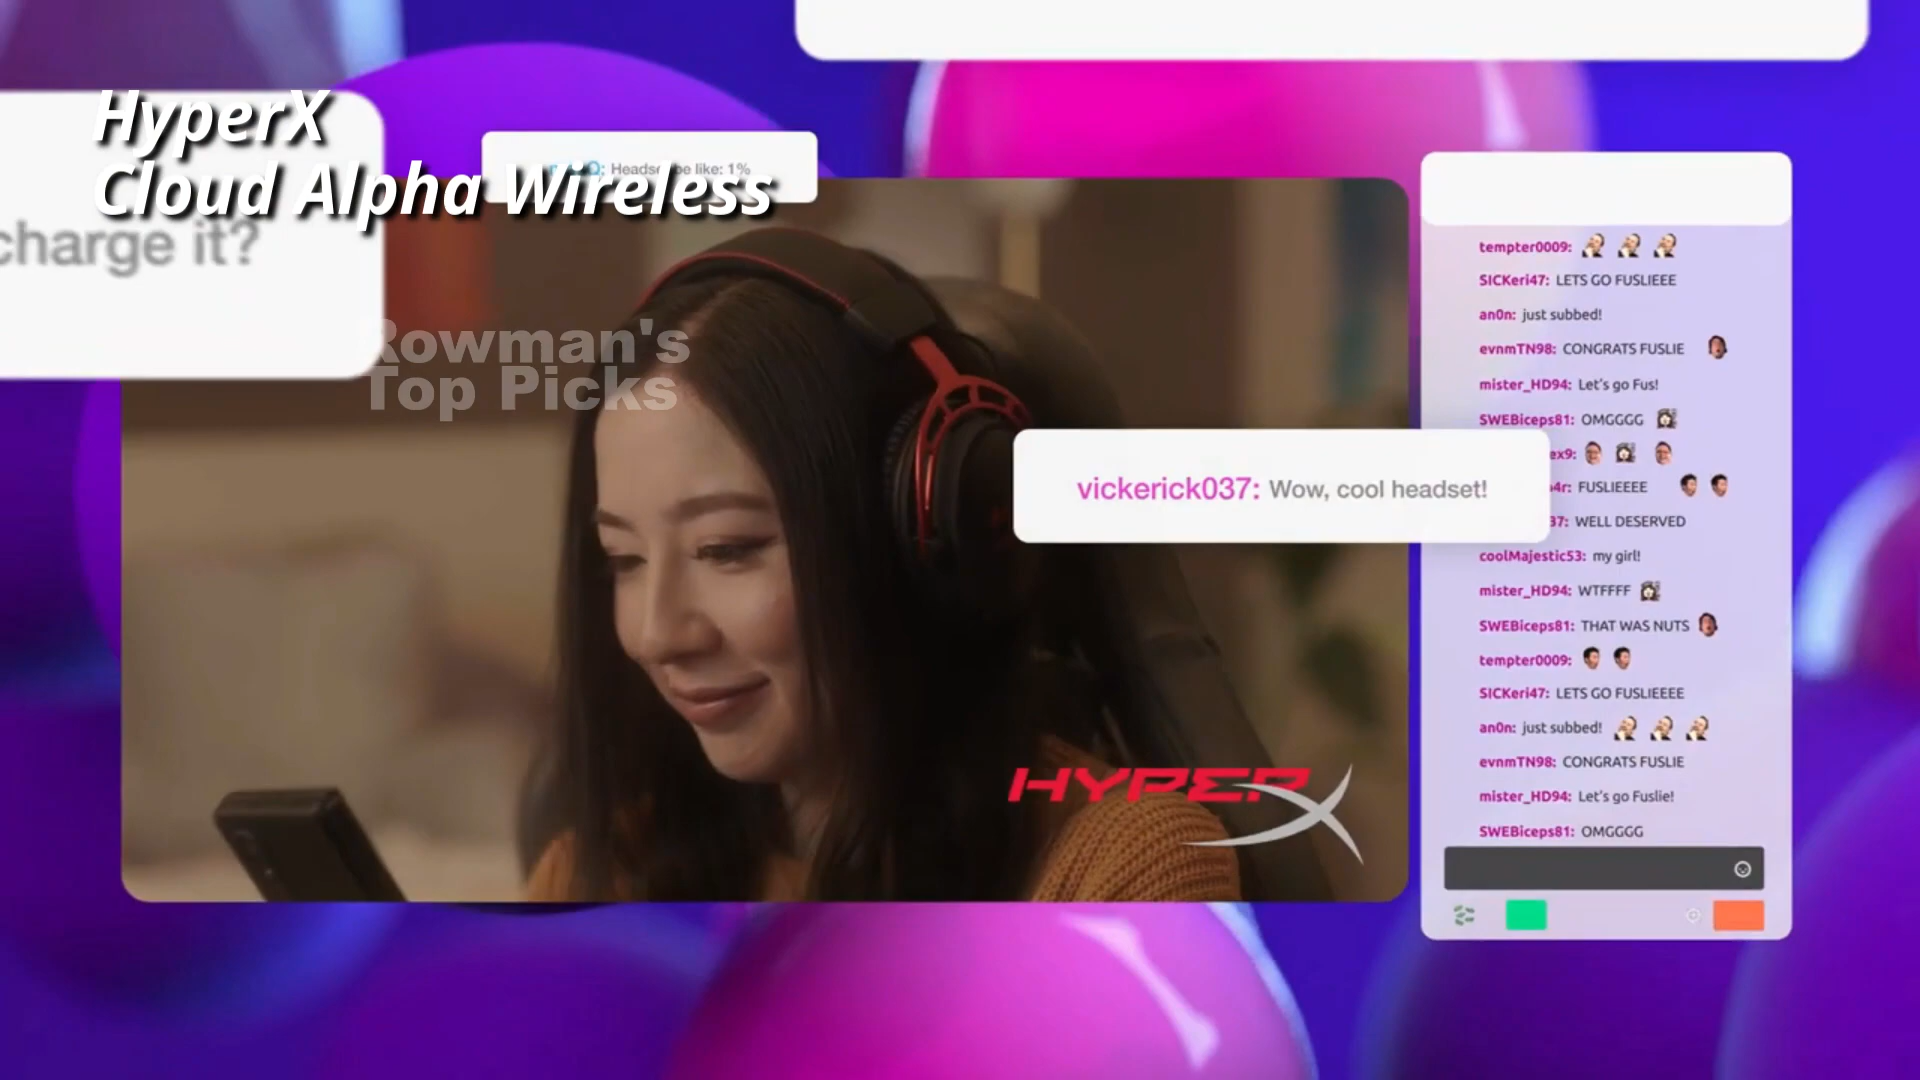 HyperX
Cloud Alpha Wireless
Headset be like: 1%
charge it?
Rowman's
Top Picks
vickerick037: Wow, cool headset!
HYPERX
tempter0009:
SICKeri47: LETS GO FUSLIEEE
an0n: just subbed!
evnmTN98: CONGRATS FUSLIE
mister_HD94: Let's go Fus!
SWEBiceps81: OMGGGG
ex9:
4r: FUSLIEEEE
37: WELL DESERVED
coolMajestic53: my girl!
mister_HD94: WTFFFF
SWEBiceps81: THAT WAS NUTS
tempter0009:
SICKeri47: LETS GO FUSLIEEEE
an0n: just subbed!
evnmTN98: CONGRATS FUSLIE
mister_HD94: Let's go Fuslie!
SWEBiceps81: OMGGGG